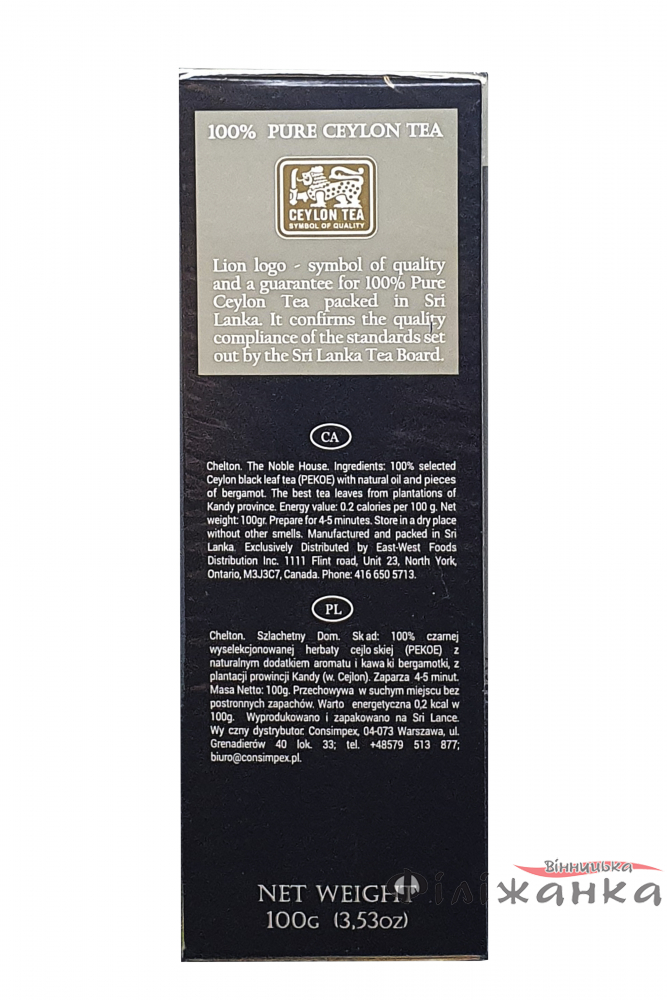 100% PURE CEYLON TEA
CEYLON TEA
SYMBOL OF QUALITY
Lion logo - symbol of quality
and a guarantee for 100% Pure
Ceylon Tea packed in Sri
Lanka. It confirms the quality
compliance of the standards set
out by the Sri Lanka Tea Board.
CA
Chelton. The Noble House. Ingredients: 100% selected
Ceylon black leaf tea (PEKOE) with natural oil and pieces
of bergamot. The best tea leaves from plantations of
Kandy province. Energy value: 0.2 calories per 100 g. Net
weight: 100gr. Prepare for 4-5 minutes. Store in a dry place
without other smells. Manufactured and packed in Sri
Lanka. Exclusively Distributed by East-West Foods
Distribution Inc. 1111 Flint road, Unit 23, North York,
Ontario, M3J3C7, Canada. Phone: 416 650 5713.
PL
Chelton. Szlachetny Dom. Sk ad: 100% czarnej
wyselekcjonowanej herbaty cejlo skiej (PEKOE) z
naturalnym dodatkiem aromatu i kawa ki bergamotki, z
plantacji prowincji Kandy (w. Cejlon). Zaparza 4-5 minut.
Masa Netto: 100g. Przechowywa w suchym miejscu bez
postronnych zapachów. Warto energetyczna 0,2 kcal w
100g. Wyprodukowano i zapakowano na Sri Lance.
Wy czny dystrybutor. Consimpex, 04-073 Warszawa, ul.
Grenadierów 40 lok. 33; tel. +48579 513 877;
biuro@consimpex.pl.
Вінницька
Філіжанка
NET WEIGHT
100G (3,53OZ)